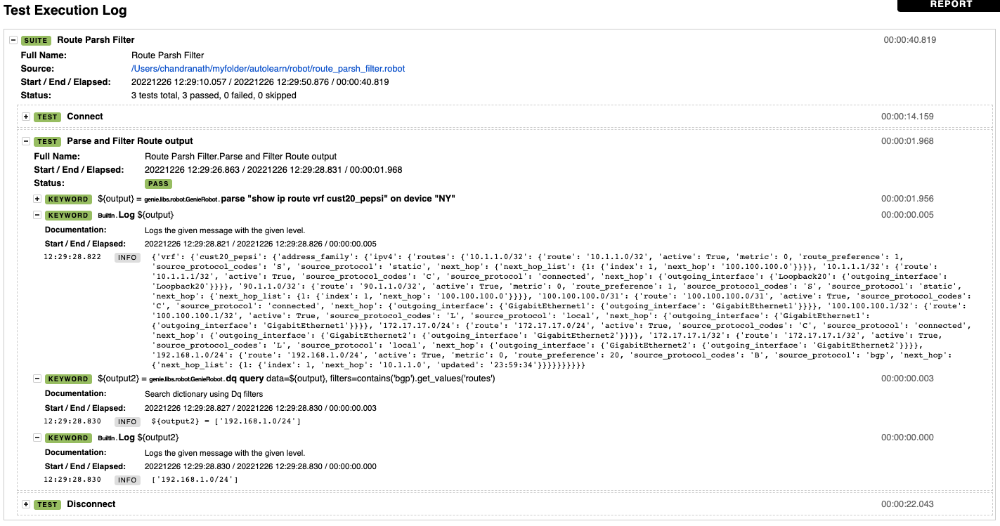 Test Execution Log
REPORT
SUITE Route Parsh Filter 00:00:40.819
Full Name: Route Parsh Filter
Source: /Users/chandranath/myfolder/autolearn/robot/route_parsh_filter.robot
Start / End / Elapsed: 20221226 12:29:10.057 / 20221226 12:29:50.876 / 00:00:40.819
Status: 3 tests total, 3 passed, 0 failed, 0 skipped
TEST Connect 00:00:14.159
TEST Parse and Filter Route output 00:00:01.968
Full Name: Route Parsh Filter.Parse and Filter Route output
Start / End / Elapsed: 20221226 12:29:26.863 / 20221226 12:29:28.831 / 00:00:01.968
Status: PASS
KEYWORD ${output} = genie.libs.robot.GenieRobot. parse "show ip route vrf cust20_pepsi" on device "NY" 00:00:01.956
KEYWORD BuiltIn. Log ${output} 00:00:00.005
Documentation: Logs the given message with the given level.
Start / End / Elapsed: 20221226 12:29:28.821 / 20221226 12:29:28.826 / 00:00:00.005
12:29:28.822 INFO {'vrf': {'cust20_pepsi': {'address_family': {'ipv4': {'routes': {'10.1.1.0/32': {'route': '10.1.1.0/32', 'active': True, 'metric': 0, 'route_preference': 1,
'source_protocol_codes': 'S', 'source_protocol': 'static', 'next_hop': {'next_hop_list': {1: {'index': 1, 'next_hop': '100.100.100.0'}}}}, '10.1.1.1/32': {'route':
'10.1.1.1/32', 'active': True, 'source_protocol_codes': 'C', 'source_protocol': 'connected', 'next_hop': {'outgoing_interface': {'Loopback20': {'outgoing_interface':
'Loopback20'}}}}, '90.1.1.0/32': {'route': '90.1.1.0/32', 'active': True, 'metric': 0, 'route_preference': 1, 'source_protocol_codes': 'S', 'source_protocol': 'static',
'next_hop': {'next_hop_list': {1: {'index': 1, 'next_hop': '100.100.100.0'}}}}, '100.100.100.0/31': {'route': '100.100.100.0/31', 'active': True, 'source_protocol_codes':
'C', 'source_protocol': 'connected', 'next_hop': {'outgoing_interface': {'GigabitEthernet1': {'outgoing_interface': 'GigabitEthernet1'}}}}, '100.100.100.1/32': {'route':
'100.100.100.1/32', 'active': True, 'source_protocol_codes': 'L', 'source_protocol': 'local', 'next_hop': {'outgoing_interface': {'GigabitEthernet1':
{'outgoing_interface': 'GigabitEthernet1'}}}}, '172.17.17.0/24': {'route': '172.17.17.0/24', 'active': True, 'source_protocol_codes': 'C', 'source_protocol': 'connected',
'next_hop': {'outgoing_interface': {'GigabitEthernet2': {'outgoing_interface': 'GigabitEthernet2'}}}}, '172.17.17.1/32': {'route': '172.17.17.1/32', 'active': True,
'source_protocol_codes': 'L', 'source_protocol': 'local', 'next_hop': {'outgoing_interface': {'GigabitEthernet2': {'outgoing_interface': 'GigabitEthernet2'}}}},
'192.168.1.0/24': {'route': '192.168.1.0/24', 'active': True, 'metric': 0, 'route_preference': 20, 'source_protocol_codes': 'B', 'source_protocol': 'bgp', 'next_hop':
{'next_hop_list': {1: {'index': 1, 'next_hop': '10.1.1.0', 'updated': '23:59:34'}}}}}}}}}}
KEYWORD ${output2} = genie.libs.robot.GenieRobot. dq query data=${output}, filters=contains('bgp').get_values('routes') 00:00:00.003
Documentation: Search dictionary using Dq filters
Start / End / Elapsed: 20221226 12:29:28.827 / 20221226 12:29:28.830 / 00:00:00.003
12:29:28.830 INFO ${output2} = ['192.168.1.0/24']
KEYWORD BuiltIn. Log ${output2} 00:00:00.000
Documentation: Logs the given message with the given level.
Start / End / Elapsed: 20221226 12:29:28.830 / 20221226 12:29:28.830 / 00:00:00.000
12:29:28.830 INFO ['192.168.1.0/24']
TEST Disconnect 00:00:22.043